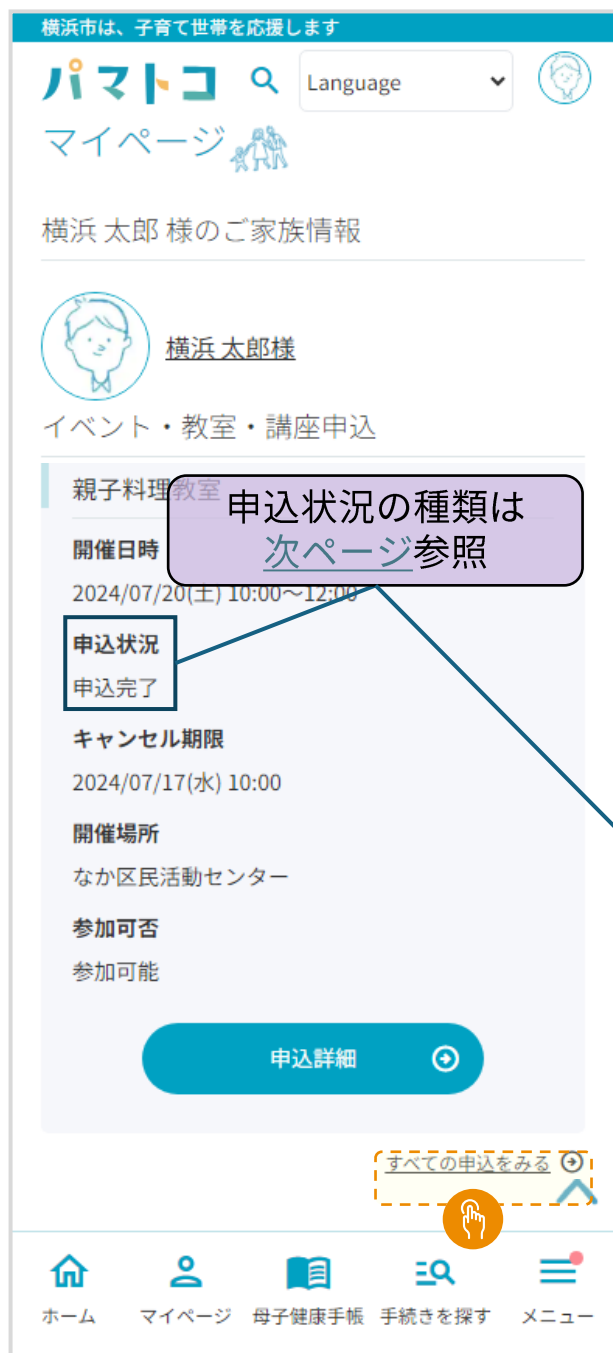 横浜市は、子育て世帯を応援します
パマトコ
Language
マイページ
横浜 太郎 様のご家族情報
横浜 太郎様
イベント・教室・講座申込
親子料理教室
申込状況の種類は
次ページ参照
開催日時
2024/07/20(土) 10:00～12:00
申込状況
申込完了
キャンセル期限
2024/07/17(水) 10:00
開催場所
なか区民活動センター
参加可否
参加可能
申込詳細
すべての申込をみる
ホーム
マイページ
母子健康手帳
手続きを探す
メニュー